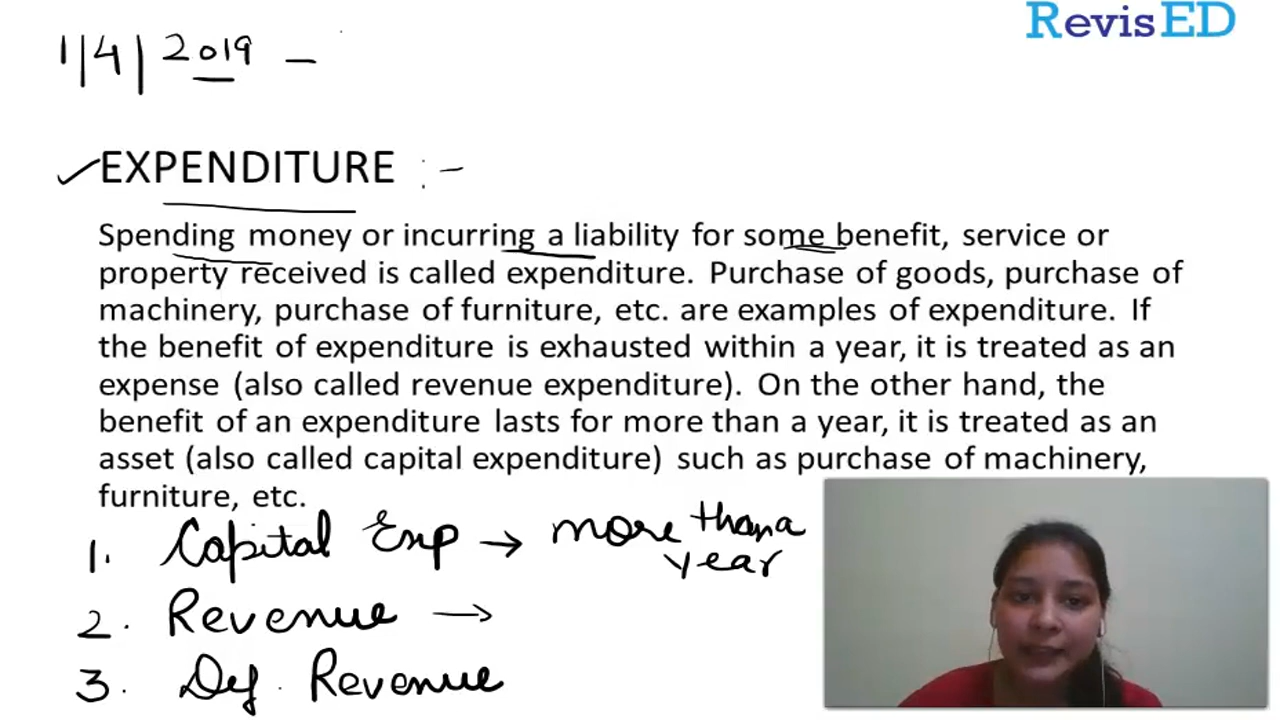 RevisED
1/4/2019 –
✓EXPENDITURE :-
Spending money or incurring a liability for some benefit, service or
property received is called expenditure. Purchase of goods, purchase of
machinery, purchase of furniture, etc. are examples of expenditure. If
the benefit of expenditure is exhausted within a year, it is treated as an
expense (also called revenue expenditure). On the other hand, the
benefit of an expenditure lasts for more than a year, it is treated as an
asset (also called capital expenditure) such as purchase of machinery,
furniture, etc.
1. Capital Exp → more than a
year
2. Revenue →
3. Def. Revenue